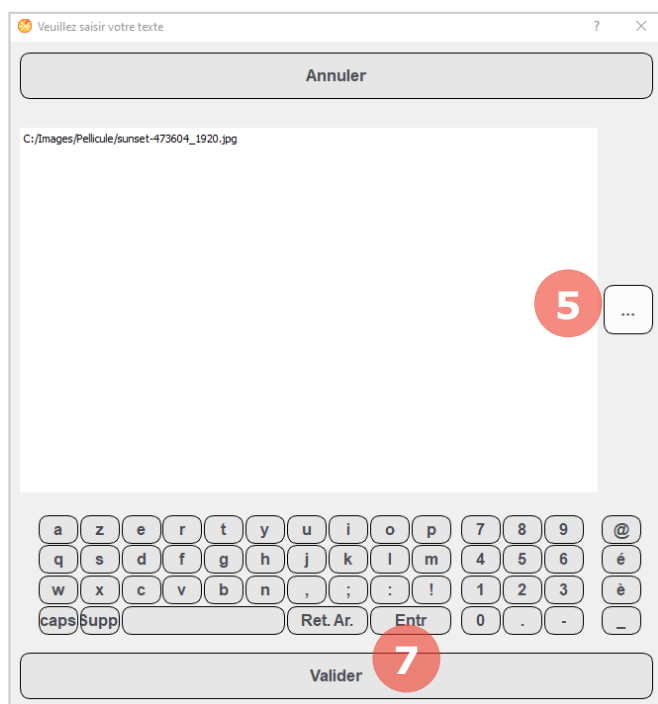 Veuillez saisir votre texte ?
Annuler
C:/Images/Pellicule/sunset-473604_1920.jpg
5 ...
a z e r t y u i o p 7 8 9 @
q s d f g h j k l m 4 5 6 é
w x c v b n , ; : ! 1 2 3 è
caps Supp Ret. Ar. Entr 0 . - _
7
Valider